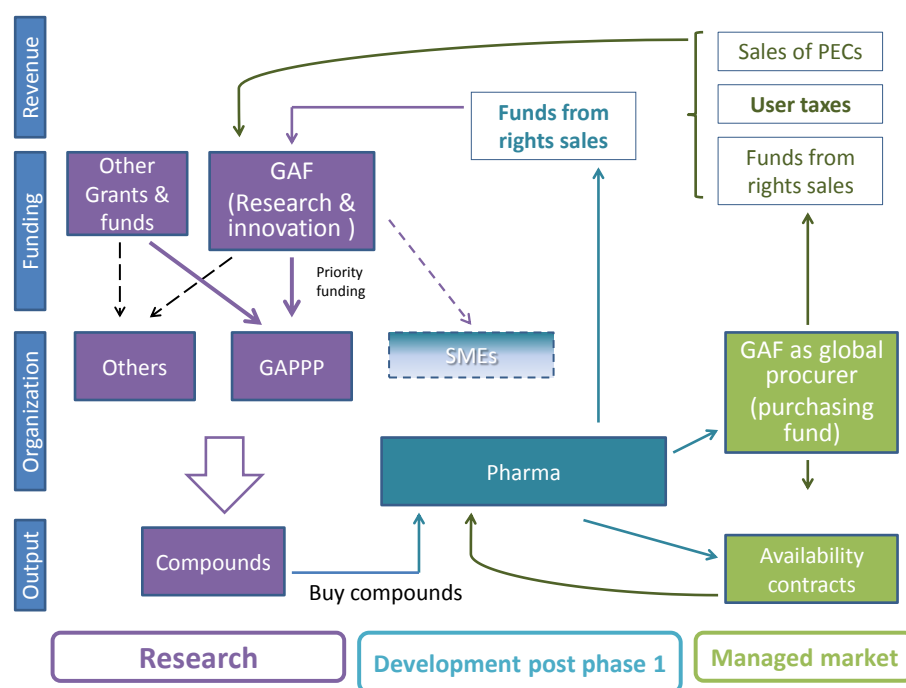 Revenue
Sales of PECs
User taxes
Funds from
rights sales
Funds from
rights sales
Funding
Other
Grants &
funds
GAF
(Research &
innovation )
Priority
funding
Organization
Others
GAPPP
SMEs
GAF as global
procurer
(purchasing
fund)
Pharma
Output
Compounds
Buy compounds
Availability
contracts
Research
Development post phase 1
Managed market